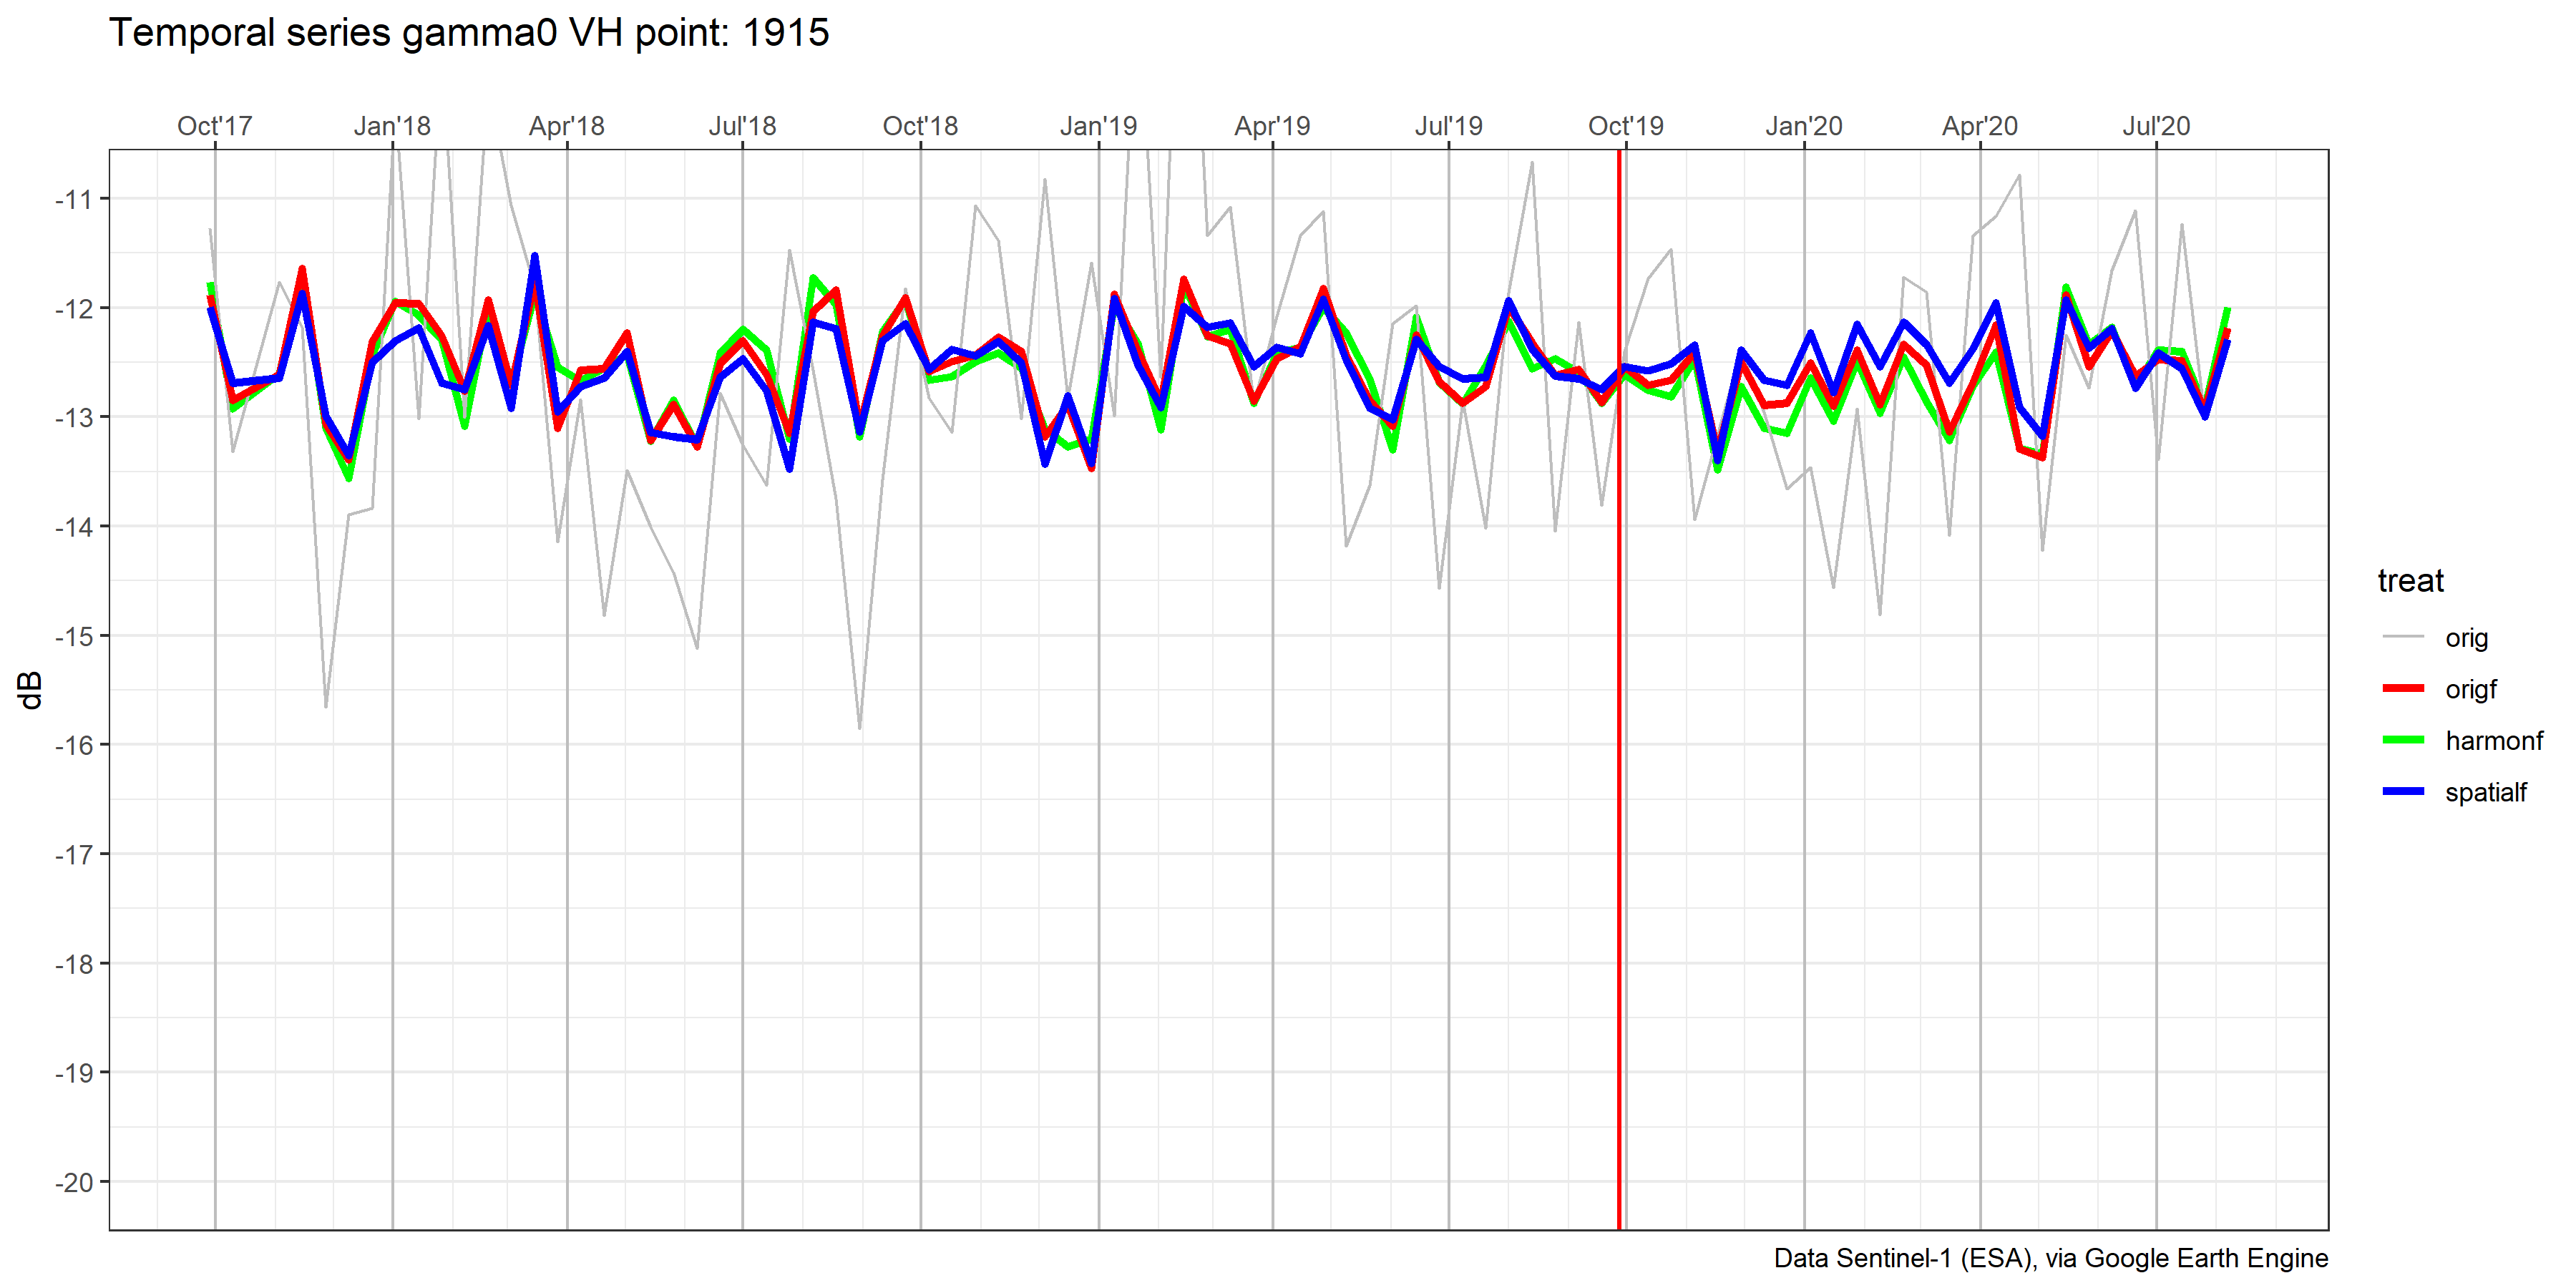 Temporal series gamma0 VH point: 1915
Oct'17 Jan'18 Apr'18 Jul'18 Oct'18 Jan'19 Apr'19 Jul'19 Oct'19 Jan'20 Apr'20 Jul'20
-11
-12
-13
-14
-15
-16
-17
-18
-19
-20
dB
treat
orig
origf
harmonf
spatialf
Data Sentinel-1 (ESA), via Google Earth Engine